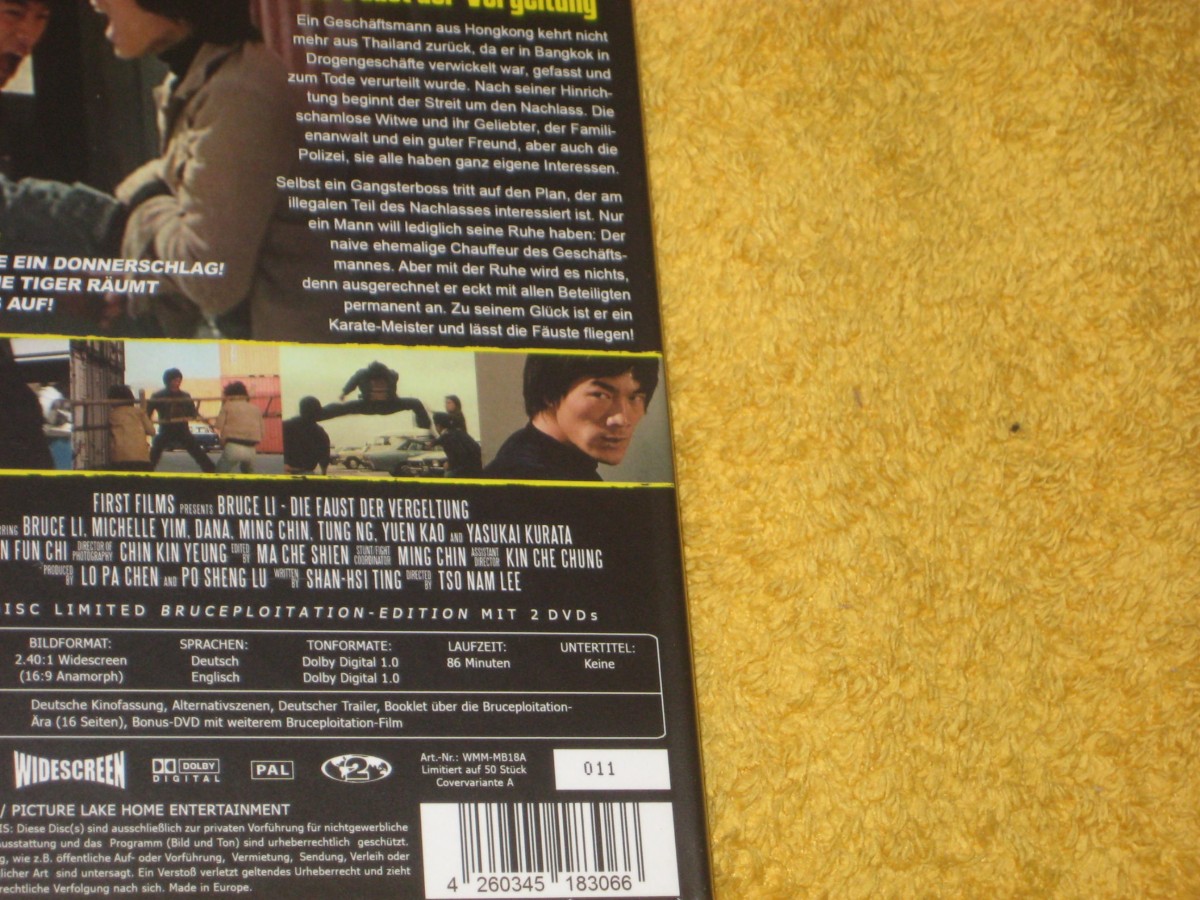 Vergeltung
Ein Geschäftsmann aus Hongkong kehrt nicht
mehr aus Thailand zurück, da er in Bangkok in
Drogengeschäfte verwickelt war, gefasst und
zum Tode verurteilt wurde. Nach seiner Hinrich-
tung beginnt der Streit um den Nachlass. Die
schamlose Witwe und ihr Geliebter, der Famili-
enanwalt und ein guter Freund, aber auch die
Polizei, sie alle haben ganz eigene Interessen.
Selbst ein Gangsterboss tritt auf den Plan, der am
illegalen Teil des Nachlasses interessiert ist. Nur
ein Mann will lediglich seine Ruhe haben: Der
naive ehemalige Chauffeur des Geschäfts-
mannes. Aber mit der Ruhe wird es nichts,
denn ausgerechnet er eckt mit allen Beteiligten
permanent an. Zu seinem Glück ist er ein
Karate-Meister und lässt die Fäuste fliegen!
E EIN DONNERSCHLAG!
IE TIGER RÄUMT
AUF!
FIRST FILMS PRESENTS BRUCE LI - DIE FAUST DER VERGELTUNG
BRUCE LI, MICHELLE YIM, DANA, MING CHIN, TUNG NG, YUEN KAO AND YASUKAI KURATA
N FUN CHI DIRECTOR OF PHOTOGRAPHY CHIN KIN YEUNG EDITED BY MA CHE SHIEN STUNT/FIGHT COORDINATOR MING CHIN ASSISTANT DIRECTOR KIN CHE CHUNG
PRODUCED BY LO PA CHEN AND PO SHENG LU WRITTEN BY SHAN-HSI TING DIRECTED BY TSO NAM LEE
DISC LIMITED BRUCEPLOITATION-EDITION MIT 2 DVDs
BILDFORMAT: SPRACHEN: TONFORMATE: LAUFZEIT: UNTERTITEL:
2.40:1 Widescreen Deutsch Dolby Digital 1.0 86 Minuten Keine
(16:9 Anamorph) Englisch Dolby Digital 1.0
Deutsche Kinofassung, Alternativszenen, Deutscher Trailer, Booklet über die Bruceploitation-
Ära (16 Seiten), Bonus-DVD mit weiterem Bruceploitation-Film
WIDESCREEN DOLBY DIGITAL PAL 2
Art.-Nr.: WMM-MB18A
Limitiert auf 50 Stück
Covervariante A
011
/ PICTURE LAKE HOME ENTERTAINMENT
IS: Diese Disc(s) sind ausschließlich zur privaten Vorführung für nichtgewerbliche
usstattung und das Programm (Bild und Ton) sind urheberrechtlich geschützt.
g, wie z.B. öffentliche Auf- oder Vorführung, Vermietung, Sendung, Verleih oder
licher Art sind untersagt. Ein Verstoß verletzt geltendes Urheberrecht und zieht
rechtliche Verfolgung nach sich. Made in Europe.
4 260345 183066